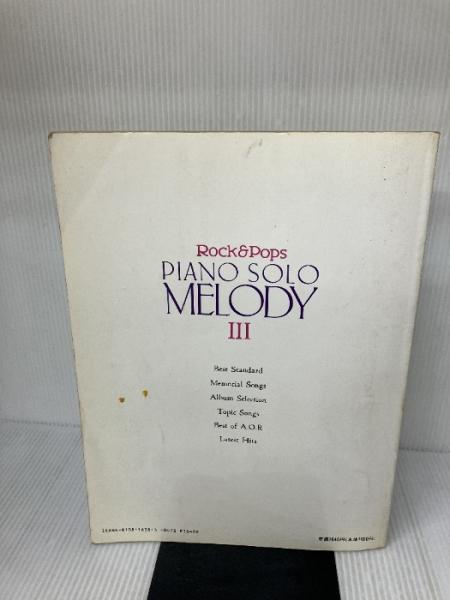 Rock&Pops
PIANO SOLO
MELODY
III
Best Standard
Memorial Songs
Album Selection
Topic Songs
Best of A.O.R
Latest Hits